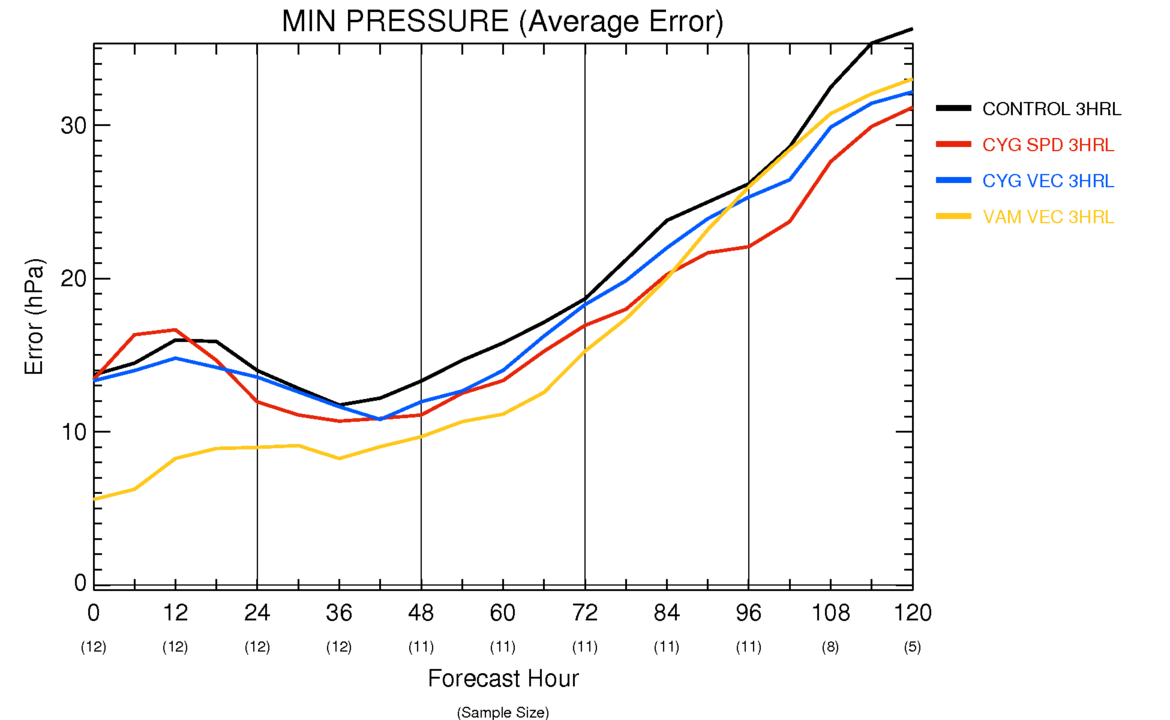 MIN PRESSURE (Average Error)
30
20
10
0
Error (hPa)
CONTROL 3HRL
CYG SPD 3HRL
CYG VEC 3HRL
VAM VEC 3HRL
0 12 24 36 48 60 72 84 96 108 120
(12) (12) (12) (12) (11) (11) (11) (11) (11) (8) (5)
Forecast Hour
(Sample Size)